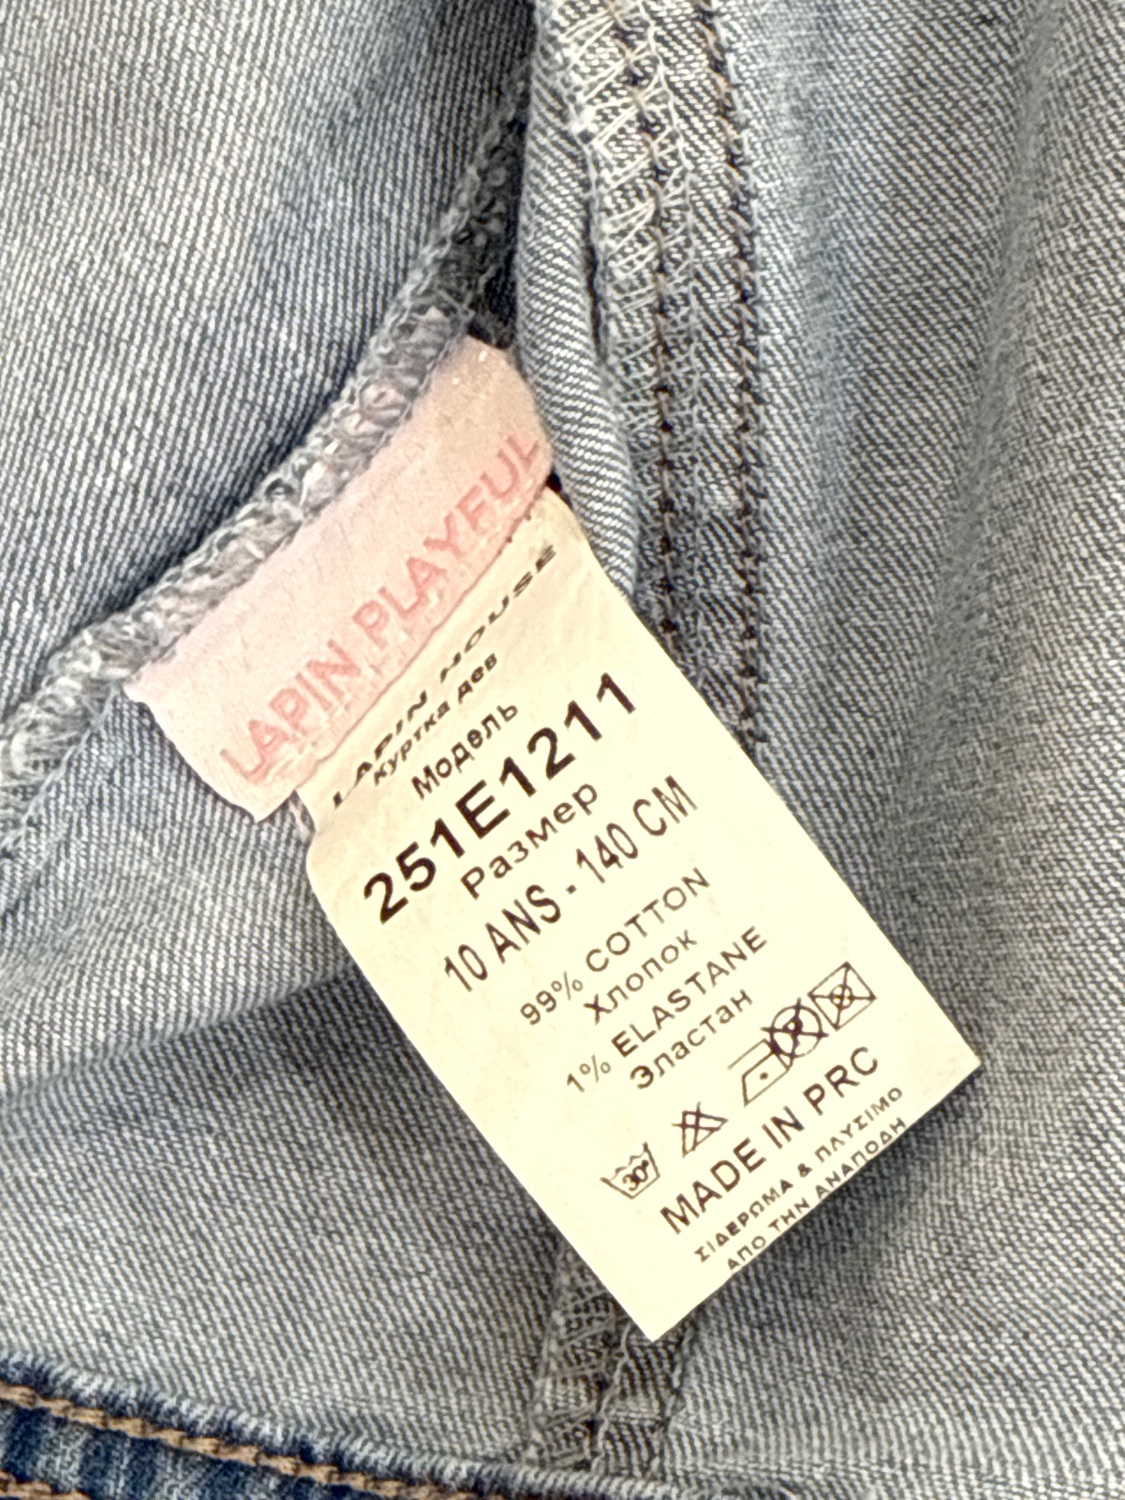 LAPIN PLAYFUL
LAPIN HOUSE
куртка дев
Модель
251E1211
Размер
10 ANS - 140 CM
99% COTTON
Хлопок
1% ELASTANE
Эластан
30°
MADE IN PRC
ΣΙΔΕΡΩΜΑ & ΠΛΥΣΙΜΟ
ΑΠΟ ΤΗΝ ΑΝΑΠΟΔΗ